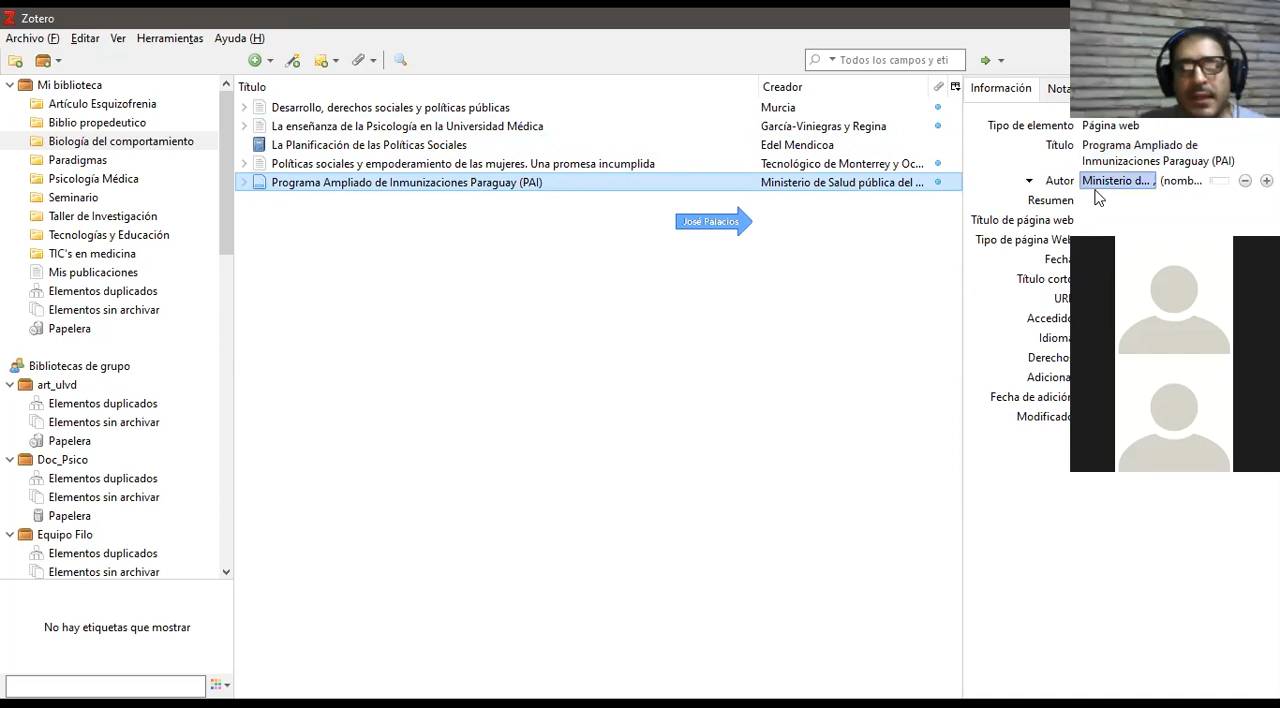 Zotero
Archivo (F) Editar Ver Herramientas Ayuda (H)
Todos los campos y eti
Mi biblioteca
Artículo Esquizofrenia
Biblio propedeutico
Biología del comportamiento
Paradigmas
Psicología Médica
Seminario
Taller de Investigación
Tecnologías y Educación
TIC's en medicina
Mis publicaciones
Elementos duplicados
Elementos sin archivar
Papelera
Bibliotecas de grupo
art_ulvd
Elementos duplicados
Elementos sin archivar
Papelera
Doc_Psico
Elementos duplicados
Elementos sin archivar
Papelera
Equipo Filo
Elementos duplicados
Elementos sin archivar
No hay etiquetas que mostrar
Título Creador
Desarrollo, derechos sociales y políticas públicas Murcia
La enseñanza de la Psicología en la Universidad Médica García-Viniegras y Regina
La Planificación de las Políticas Sociales Edel Mendicoa
Políticas sociales y empoderamiento de las mujeres. Una promesa incumplida Tecnológico de Monterrey y Oc...
Programa Ampliado de Inmunizaciones Paraguay (PAI) Ministerio de Salud pública del ...
José Palacios
Información Nota
Tipo de elemento Página web
Título Programa Ampliado de
Inmunizaciones Paraguay (PAI)
Autor Ministerio d... , (nomb...
Resumen
Título de página web
Tipo de página Web
Fecha
Título corto
URL
Accedido
Idioma
Derecho
Adiciona
Fecha de adición
Modificado